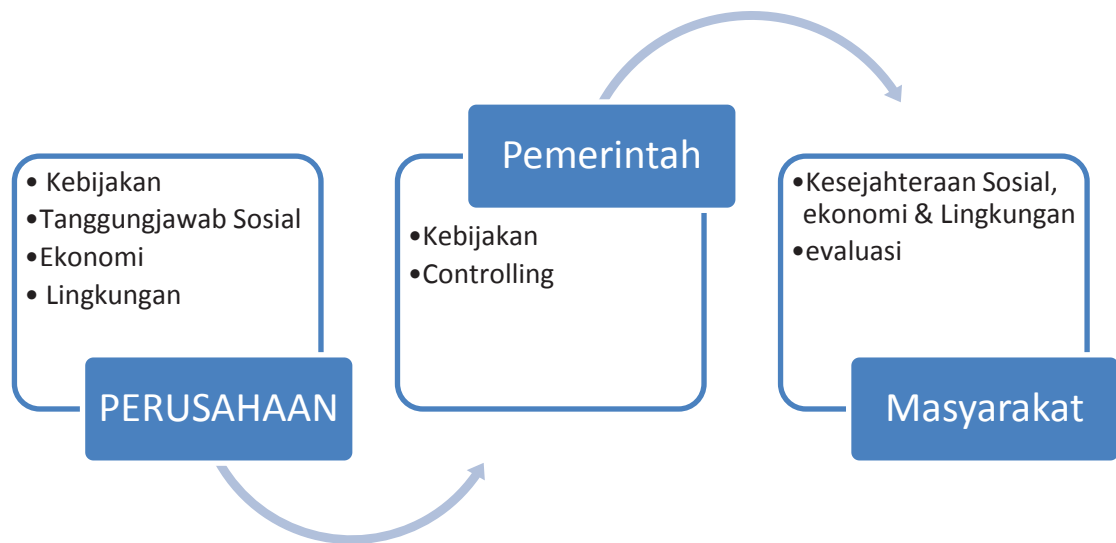 • Kebijakan
•Tanggungjawab Sosial
•Ekonomi
• Lingkungan
PERUSAHAAN
Pemerintah
•Kebijakan
•Controlling
•Kesejahteraan Sosial,
ekonomi & Lingkungan
•evaluasi
Masyarakat